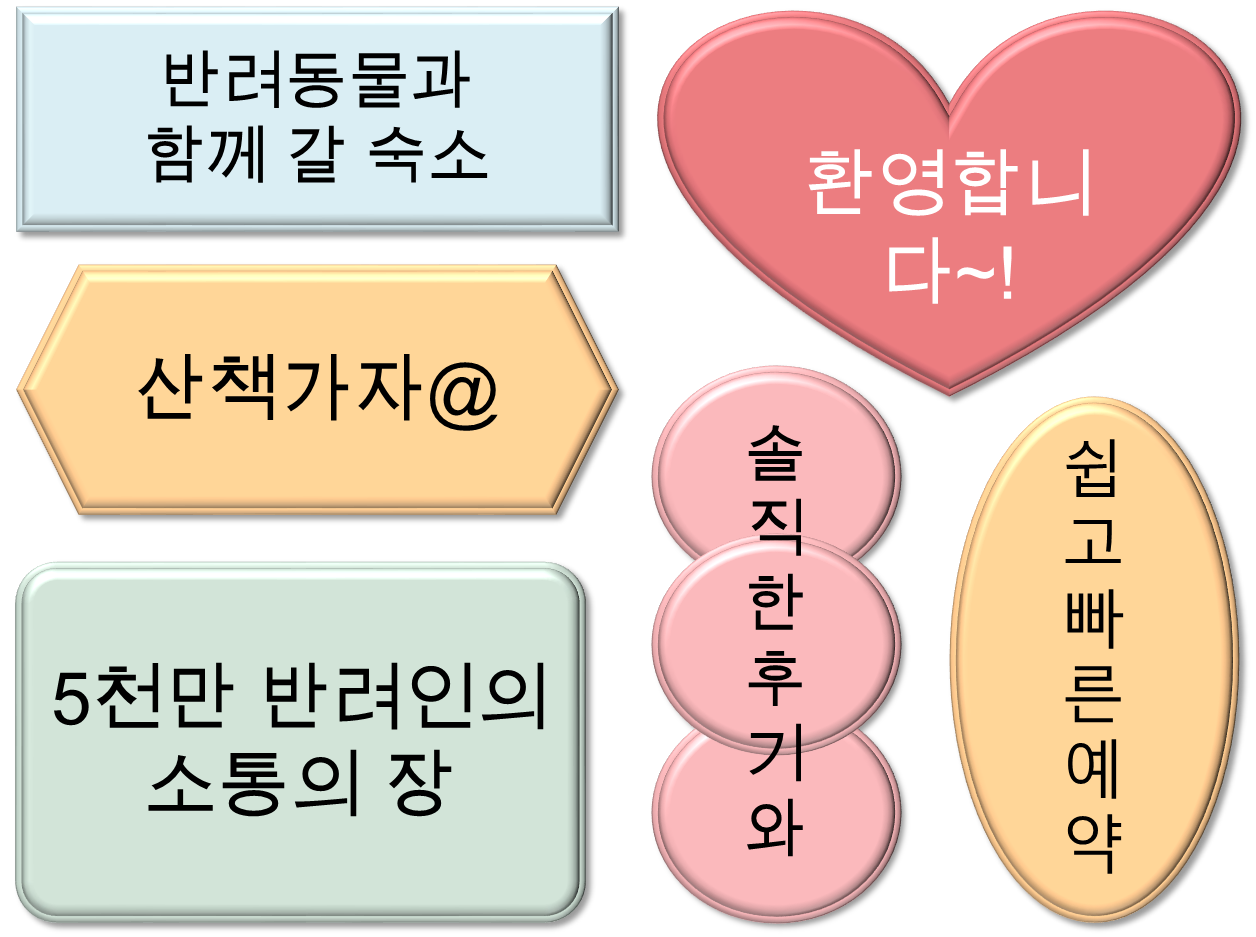 반려동물과
함께 갈 숙소
환영합니
다~!
산책가자@
5천만 반려인의
소통의 장
솔직한후기와
쉽고빠른예약